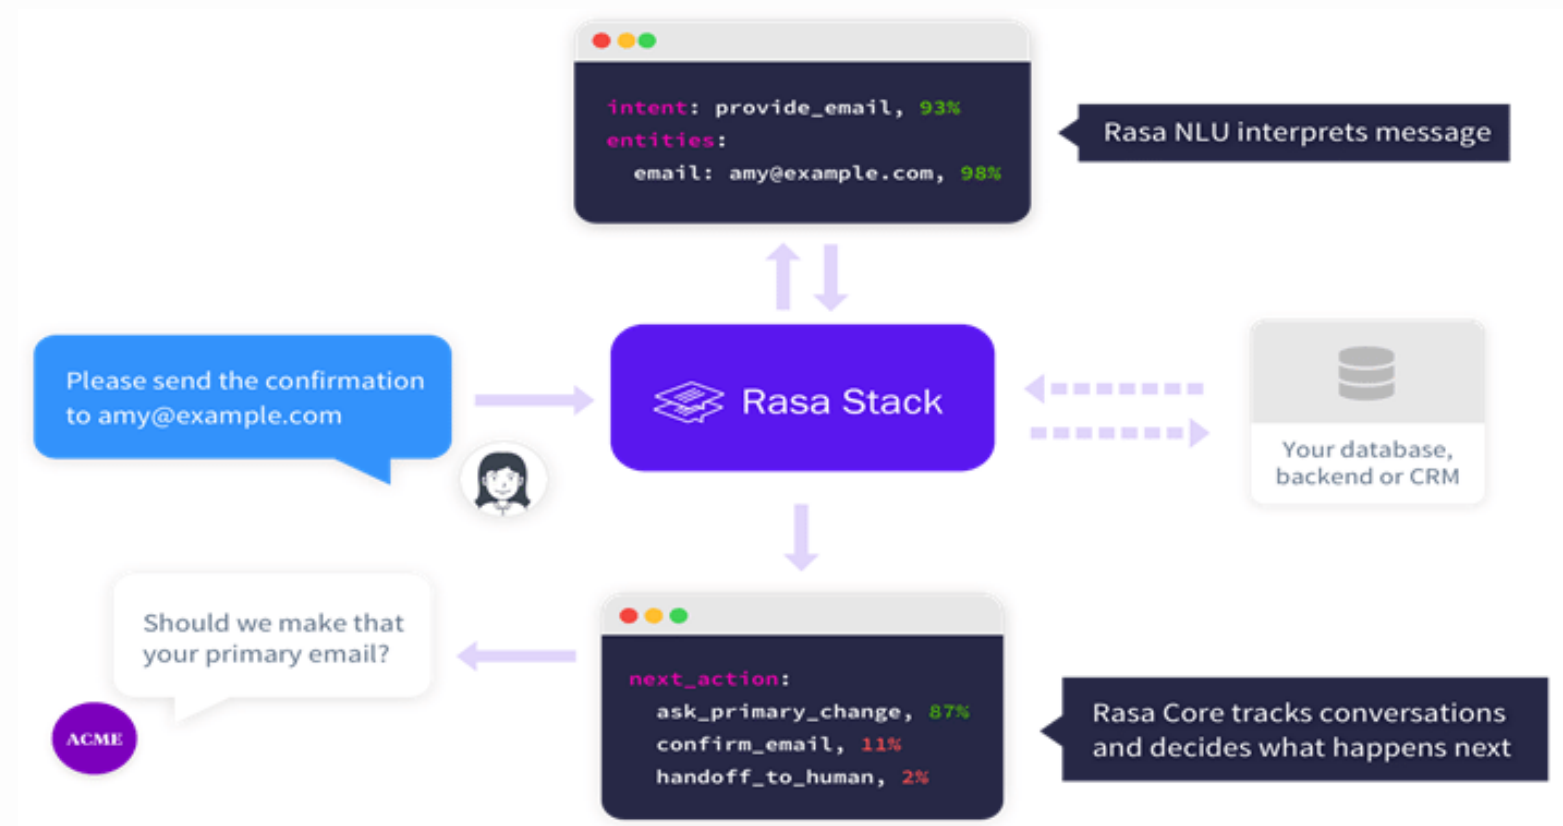 intent: provide_email, 93%
entities:
email: amy@example.com, 98%
Rasa NLU interprets message
Please send the confirmation
to amy@example.com
Rasa Stack
Your database,
backend or CRM
Should we make that
your primary email?
ACME
next_action:
ask_primary_change, 87%
confirm_email, 11%
handoff_to_human, 2%
Rasa Core tracks conversations
and decides what happens next